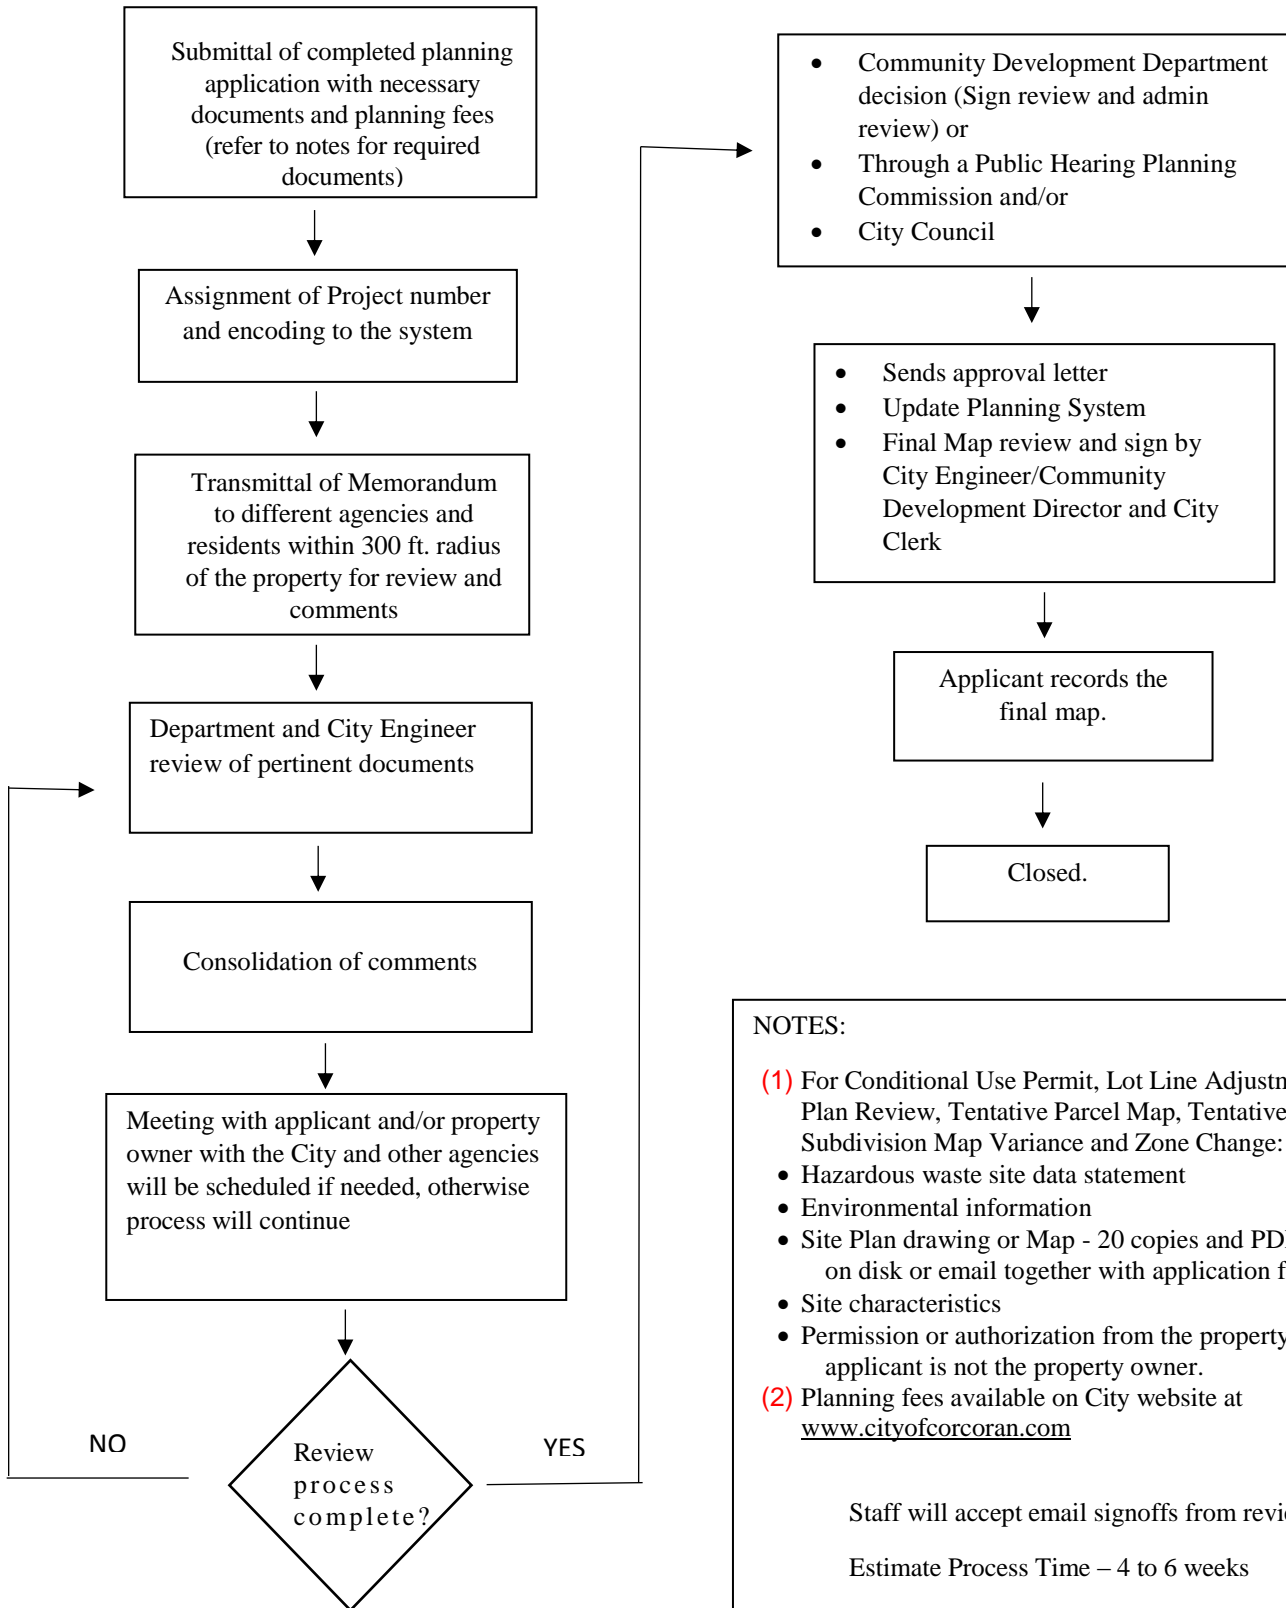 Submittal of completed planning
application with necessary
documents and planning fees
(refer to notes for required
documents)
Assignment of Project number
and encoding to the system
Transmittal of Memorandum
to different agencies and
residents within 300 ft. radius
of the property for review and
comments
Department and City Engineer
review of pertinent documents
Consolidation of comments
Meeting with applicant and/or property
owner with the City and other agencies
will be scheduled if needed, otherwise
process will continue
NO
Review
process
complete?
YES
• Community Development Department
decision (Sign review and admin
review) or
• Through a Public Hearing Planning
Commission and/or
• City Council
• Sends approval letter
• Update Planning System
• Final Map review and sign by
City Engineer/Community
Development Director and City
Clerk
Applicant records the
final map.
Closed.
NOTES:
(1) For Conditional Use Permit, Lot Line
Plan Review, Tentative Parcel Map, Tentative
Subdivision Map Variance and Zone Change:
• Hazardous waste site data statement
• Environmental information
• Site Plan drawing or Map - 20 copies and
on disk or email together with application
• Site characteristics
• Permission or authorization from the property
applicant is not the property owner.
(2) Planning fees available on City website at
www.cityofcorcoran.com
Staff will accept email signoffs from
Estimate Process Time – 4 to 6 weeks